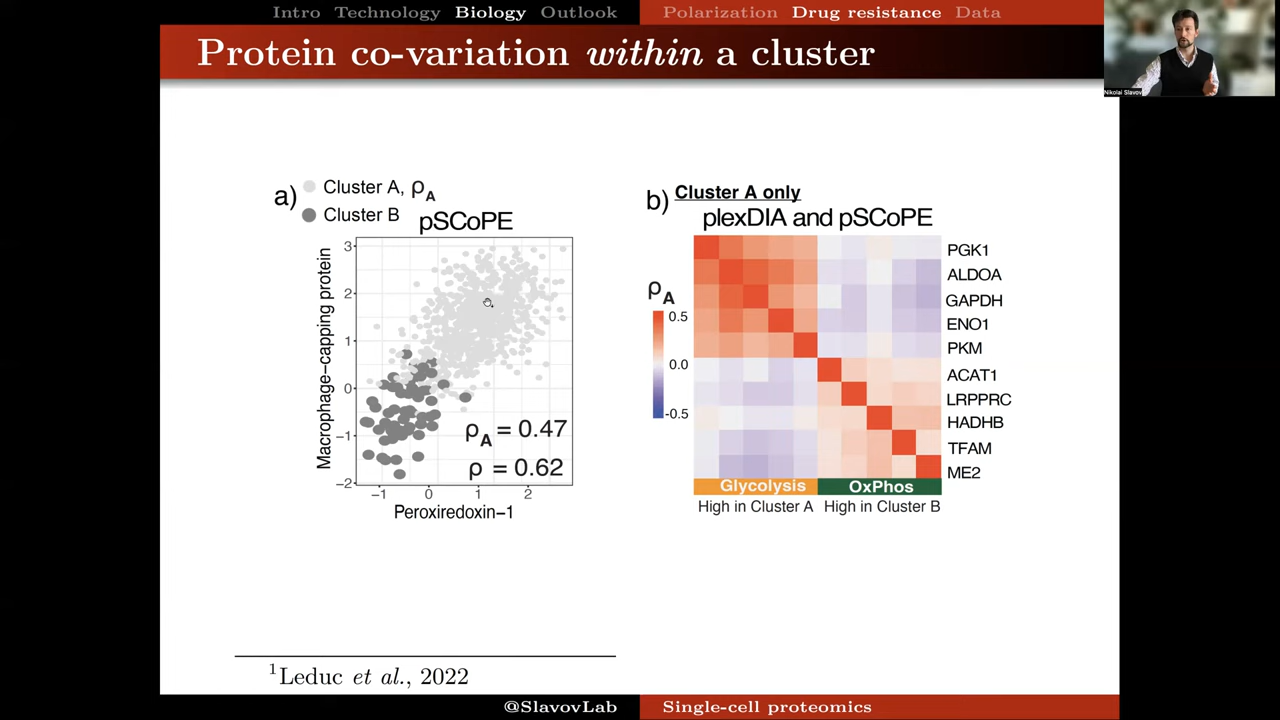 Intro Technology Biology Outlook Polarization Drug resistance Data
Protein co-variation within a cluster
Nikolai Slavov
a)
Cluster A, ρA
Cluster B
pSCoPE
Macrophage-capping protein
3
2
1
0
−1
−2
ρA = 0.47
ρ = 0.62
−1 0 1 2
Peroxiredoxin−1
b)
Cluster A only
plexDIA and pSCoPE
ρA
0.5
0.0
-0.5
PGK1
ALDOA
GAPDH
ENO1
PKM
ACAT1
LRPPRC
HADHB
TFAM
ME2
Glycolysis OxPhos
High in Cluster A High in Cluster B
1Leduc et al., 2022
@SlavovLab Single-cell proteomics